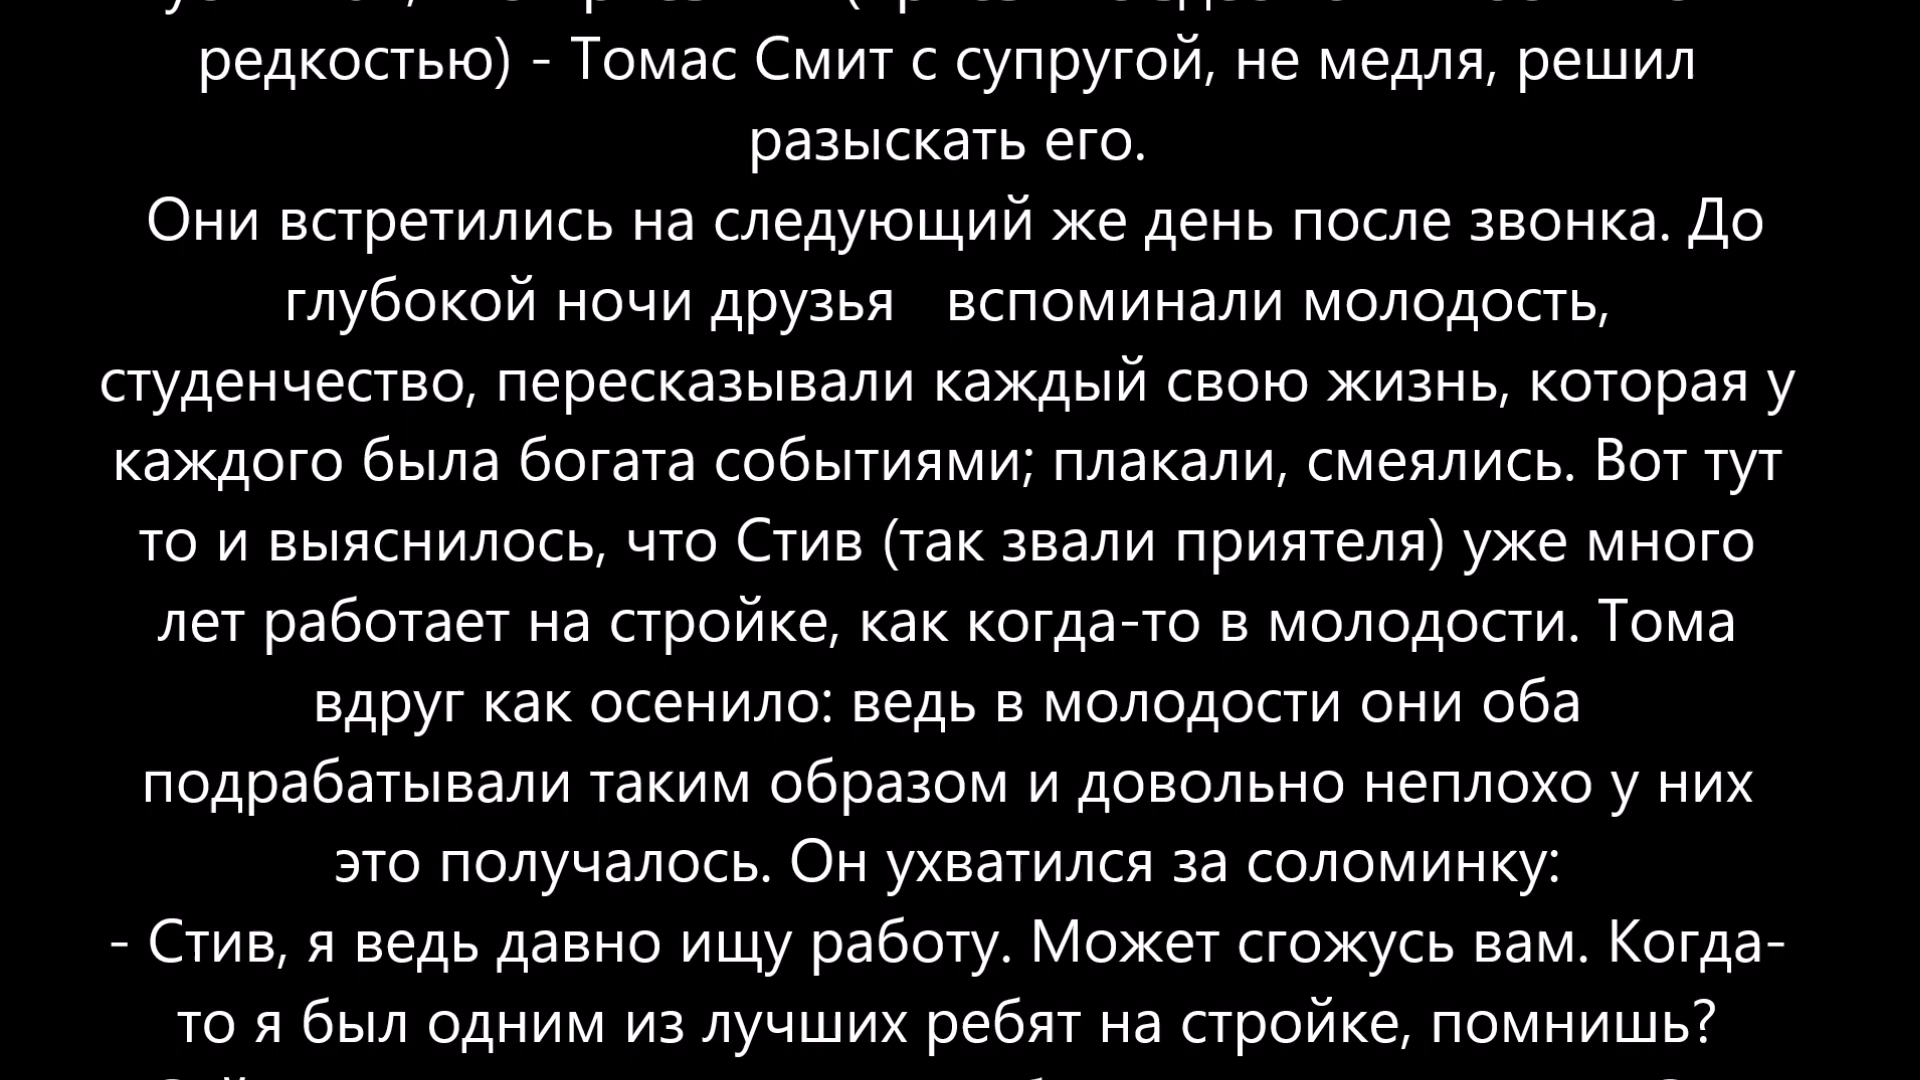 редкостью) - Томас Смит с супругой, не медля, решил
разыскать его.
Они встретились на следующий же день после звонка. До
глубокой ночи друзья вспоминали молодость,
студенчество, пересказывали каждый свою жизнь, которая у
каждого была богата событиями; плакали, смеялись. Вот тут
то и выяснилось, что Стив (так звали приятеля) уже много
лет работает на стройке, как когда-то в молодости. Тома
вдруг как осенило: ведь в молодости они оба
подрабатывали таким образом и довольно неплохо у них
это получалось. Он ухватился за соломинку:
- Стив, я ведь давно ищу работу. Может сгожусь вам. Когда-
то я был одним из лучших ребят на стройке, помнишь?